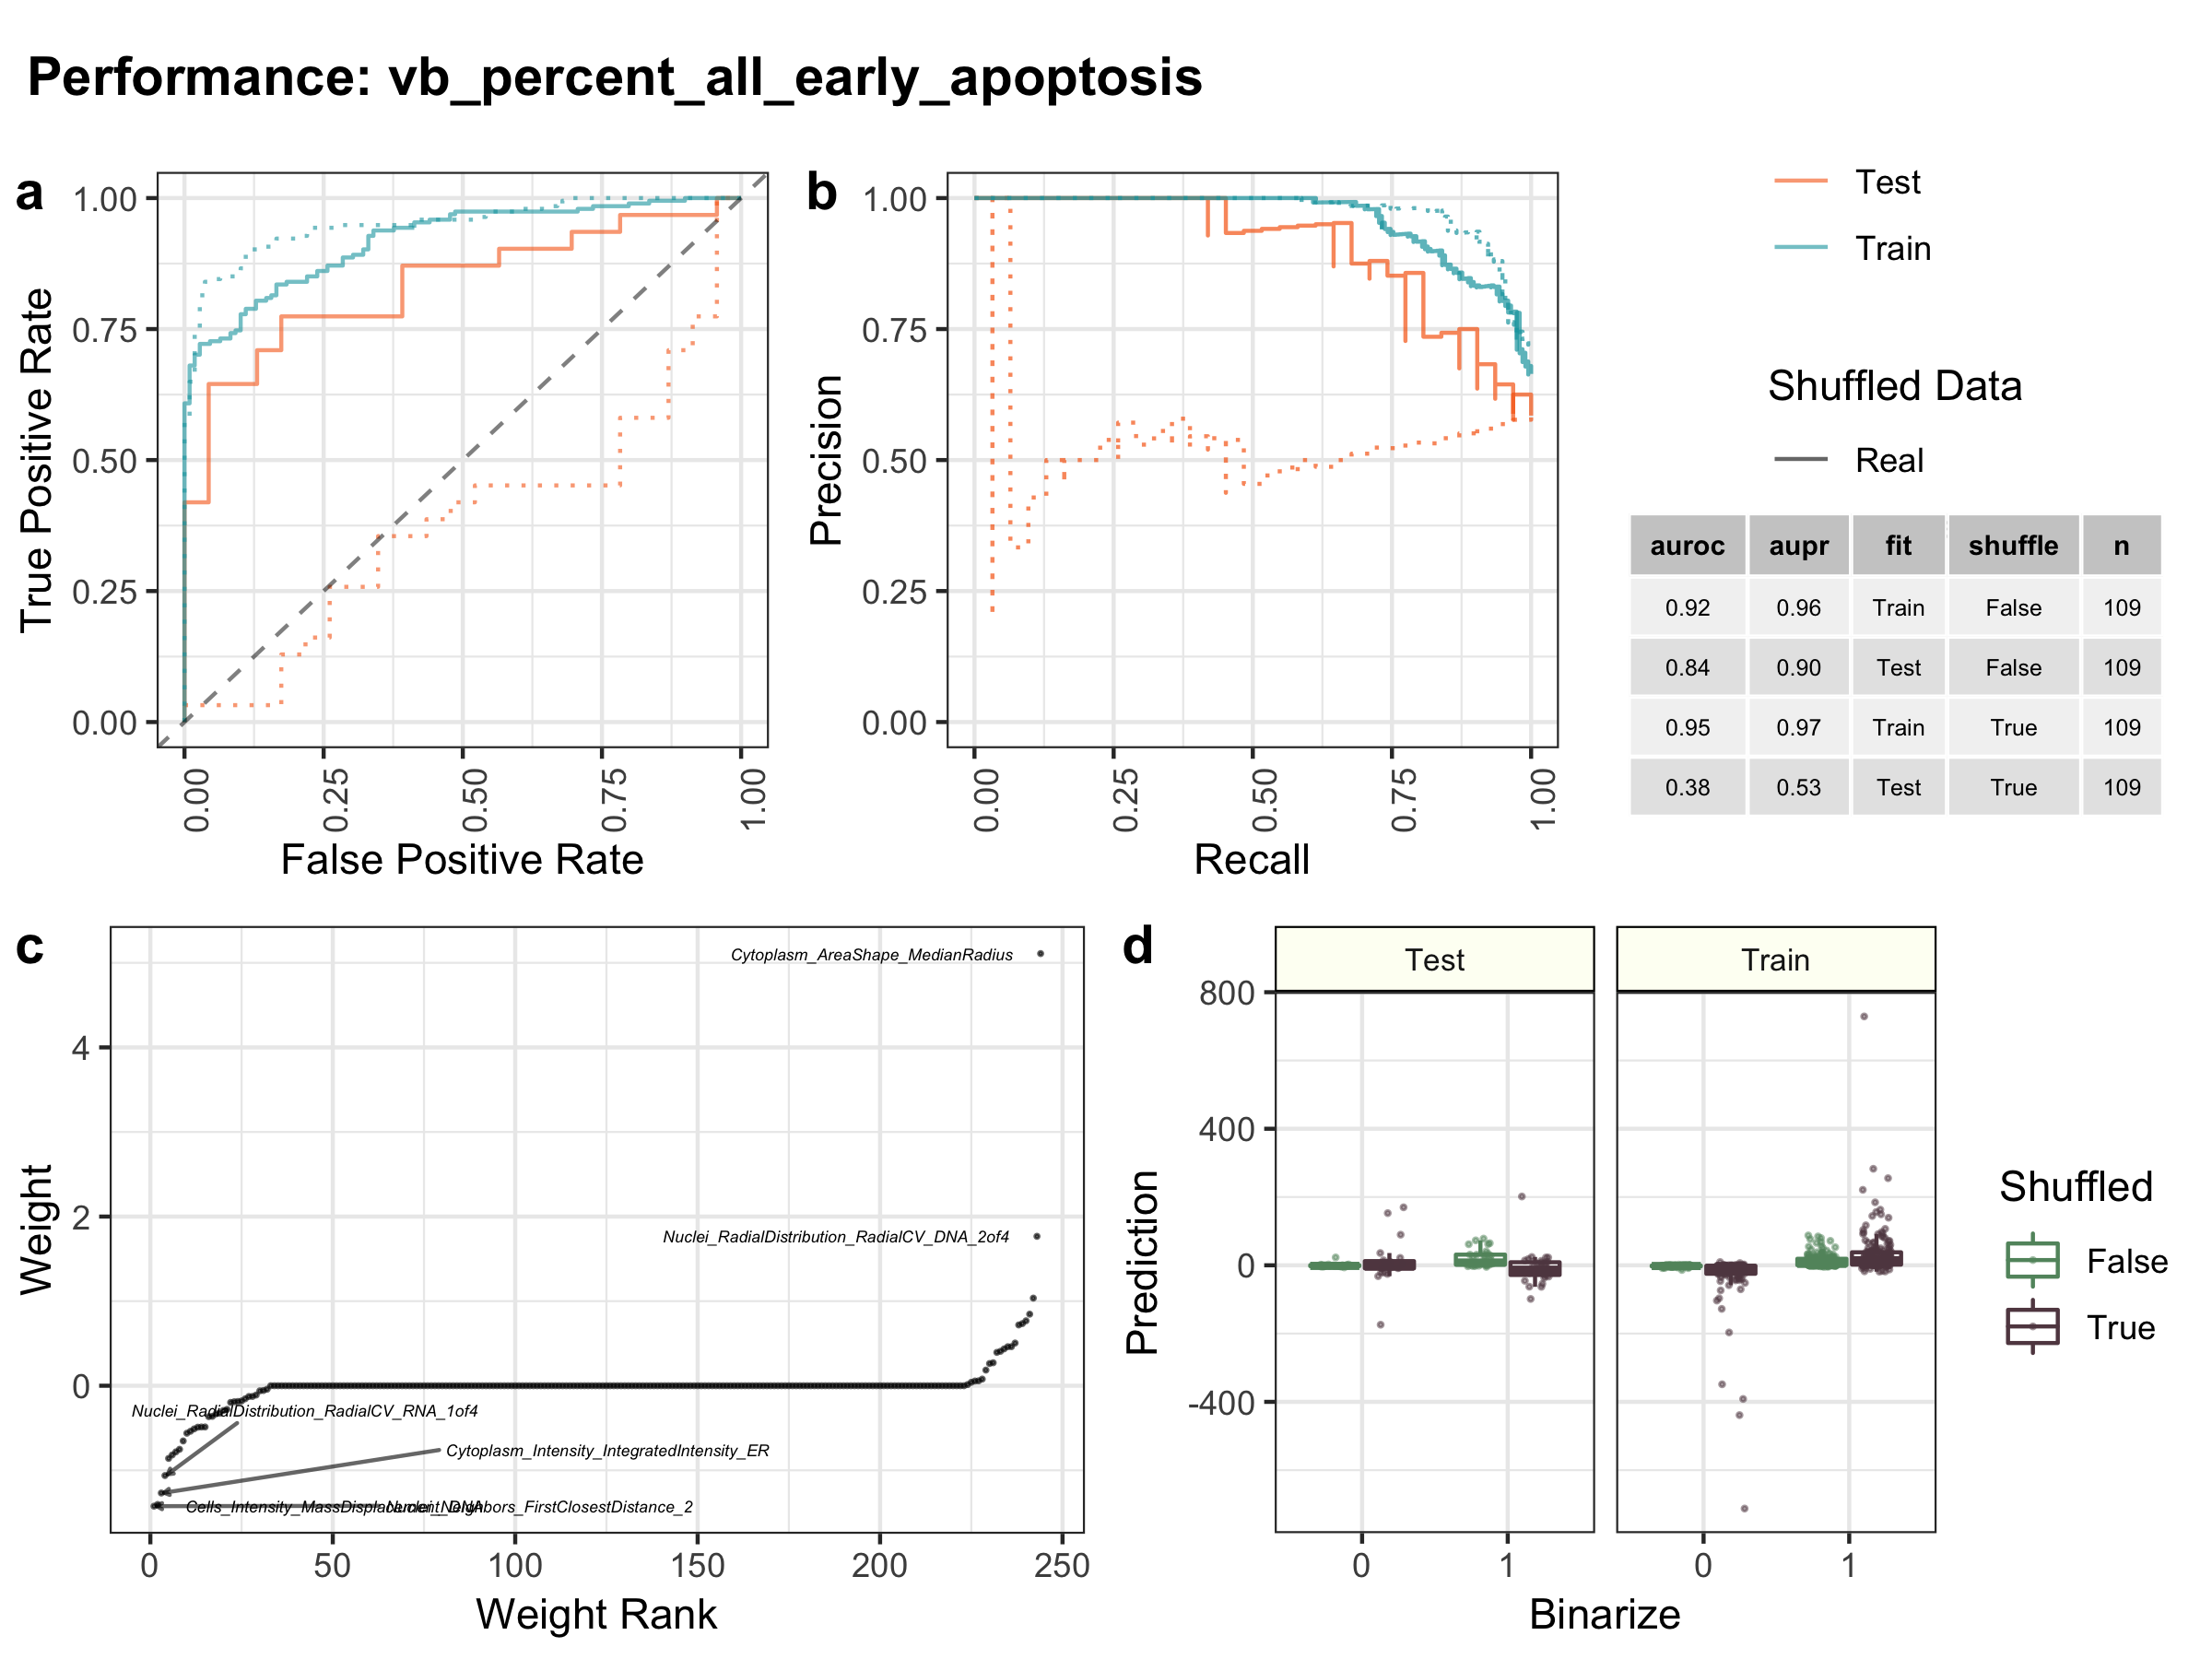 Performance: vb_percent_all_early_apoptosis
a
1.00
0.75
0.50
0.25
0.00
True Positive Rate
0.00
0.25
0.50
0.75
1.00
False Positive Rate
b
1.00
0.75
0.50
0.25
0.00
Precision
0.00
0.25
0.50
0.75
1.00
Recall
Test
Train
Shuffled Data
Real
auroc aupr fit shuffle n
0.92 0.96 Train False 109
0.84 0.90 Test False 109
0.95 0.97 Train True 109
0.38 0.53 Test True 109
c
Cytoplasm_AreaShape_MedianRadius
4
Nuclei_RadialDistribution_RadialCV_DNA_2of4
2
0
Weight
Nuclei_RadialDistribution_RadialCV_RNA_1of4
Cytoplasm_Intensity_IntegratedIntensity_ER
Cells_Intensity_MassDisplacement_DNA
Nuclei_Neighbors_FirstClosestDistance_2
0 50 100 150 200 250
Weight Rank
d
Test
Train
800
400
0
-400
Prediction
0 1
0 1
Binarize
Shuffled
False
True